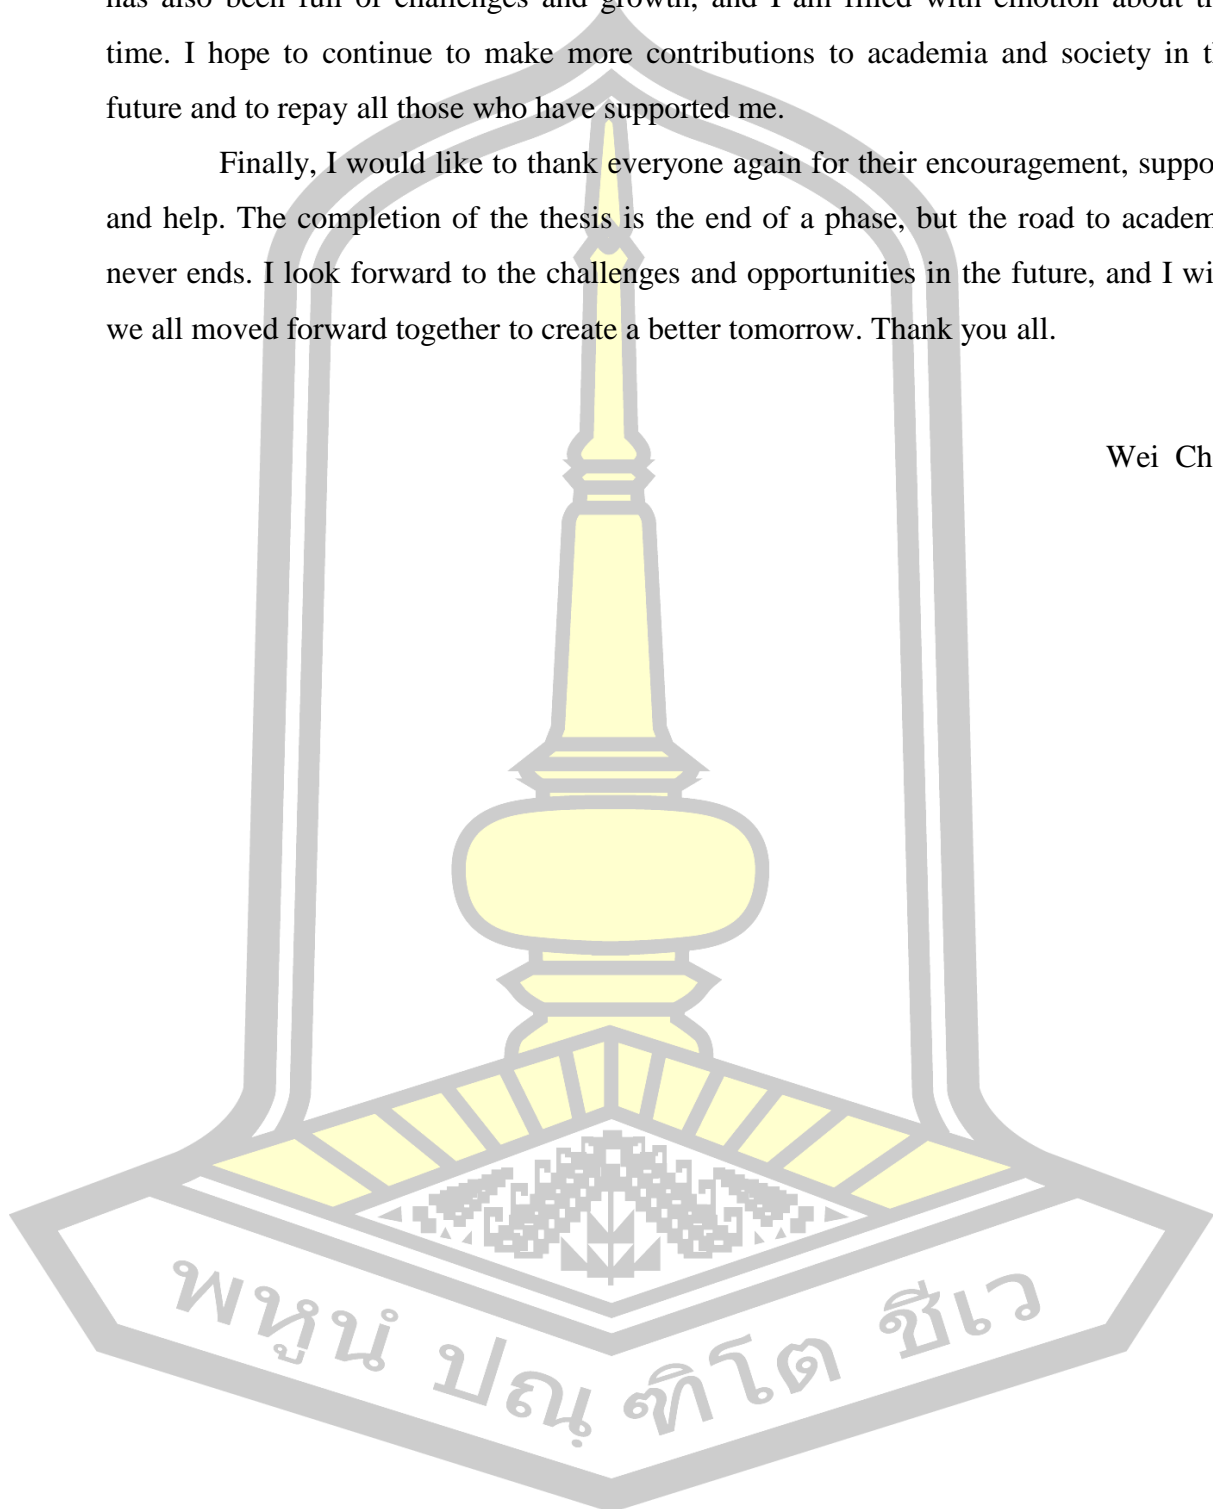 has also been full of challenges and growth, and I am filled with emotion about
time. I hope to continue to make more contributions to academia and society in
future and to repay all those who have supported me.
Finally, I would like to thank everyone again for their encouragement,
and help. The completion of the thesis is the end of a phase, but the road to
never ends. I look forward to the challenges and opportunities in the future, and I
we all moved forward together to create a better tomorrow. Thank you all.
Wei
พหูนํ ปณฺฑิโต ชีเว